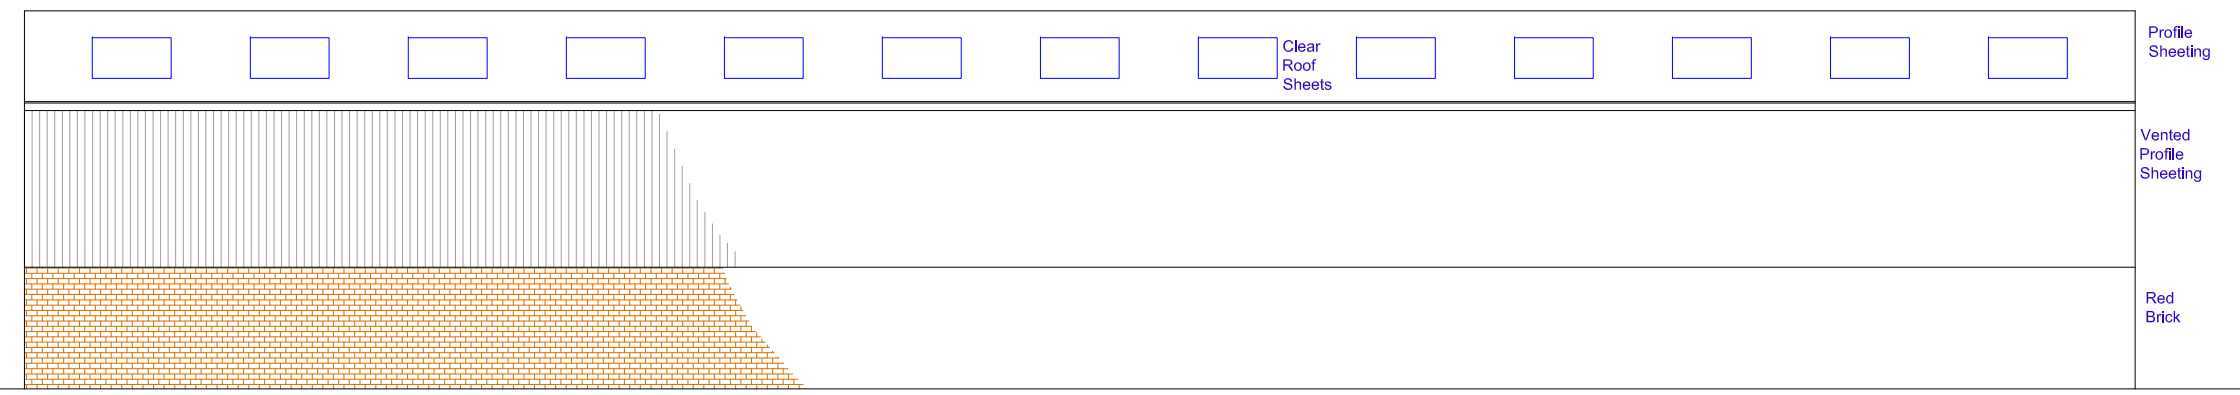 Profile
Sheeting
Clear
Roof
Sheets
Vented
Profile
Sheeting
Red
Brick